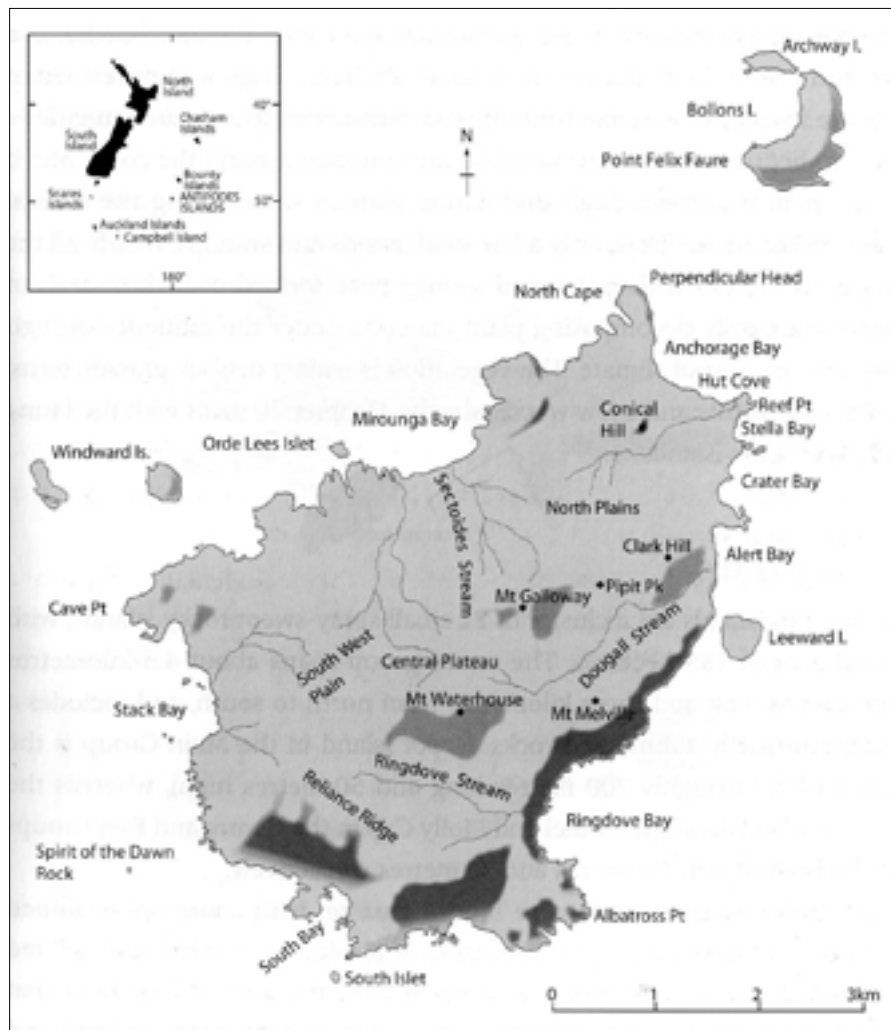 North
Island
40°
South
Island
Chatham
Islands
Bounty
Islands
Snares
Islands
ANTIPODES
ISLANDS
50°
Auckland Islands
Campbell Island
180°
N
Archway I.
Bollons I.
Point Felix Faure
Perpendicular Head
North Cape
Anchorage Bay
Hut Cove
Conical
Hill
Reef Pt
Stella Bay
Mirounga Bay
Orde Lees Islet
Windward Is.
Crater Bay
Sectoides Stream
North Plains
Clark Hill
Alert Bay
Pipit Pk
Mt Galloway
Cave Pt
Dougall Stream
Leeward I.
South West
Plain
Central Plateau
Mt Waterhouse
Mt Melville
Stack Bay
Ringdove Stream
Reliance Ridge
Ringdove Bay
Spirit of the Dawn
Rock
Albatross Pt
South Bay
South Islet
0 1 2 3km